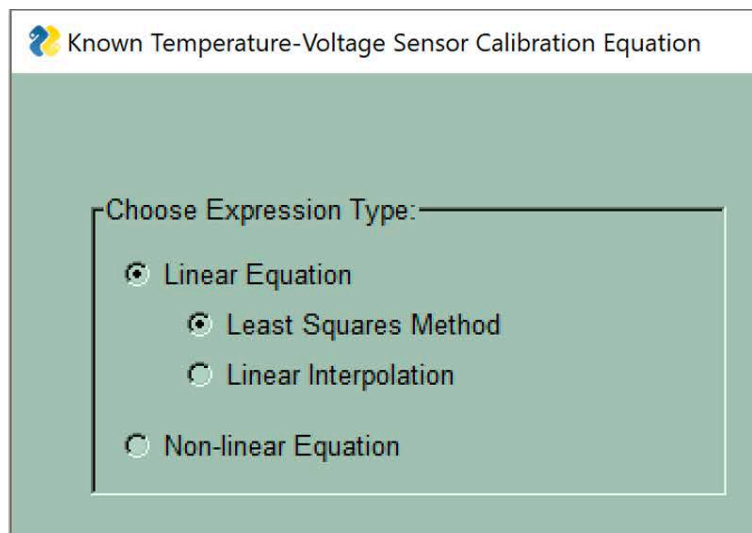 Known Temperature-Voltage Sensor Calibration Equation
Choose Expression Type:
Linear Equation
Least Squares Method
Linear Interpolation
Non-linear Equation